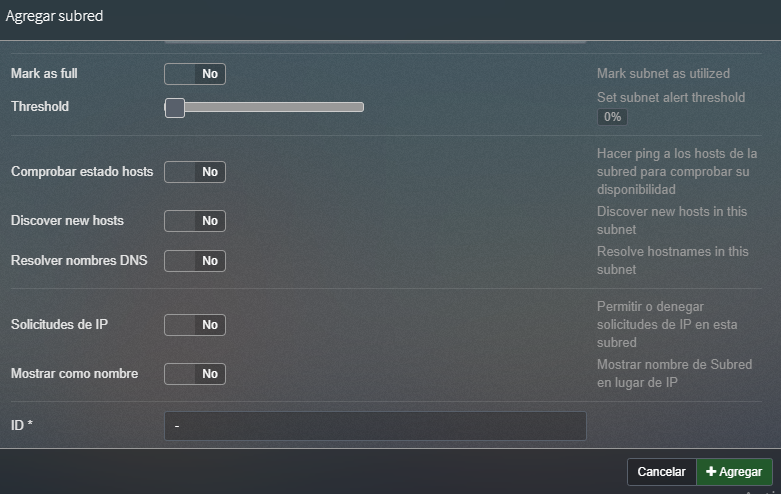 Agregar subred
Mark as full No Mark subnet as utilized
Threshold Set subnet alert threshold
0%
Comprobar estado hosts No Hacer ping a los hosts de la
subred para comprobar su
disponibilidad
Discover new hosts No Discover new hosts in this
subnet
Resolver nombres DNS No Resolve hostnames in this
subnet
Solicitudes de IP No Permitir o denegar
solicitudes de IP en esta
subred
Mostrar como nombre No Mostrar nombre de Subred
en lugar de IP
ID * -
Cancelar + Agregar